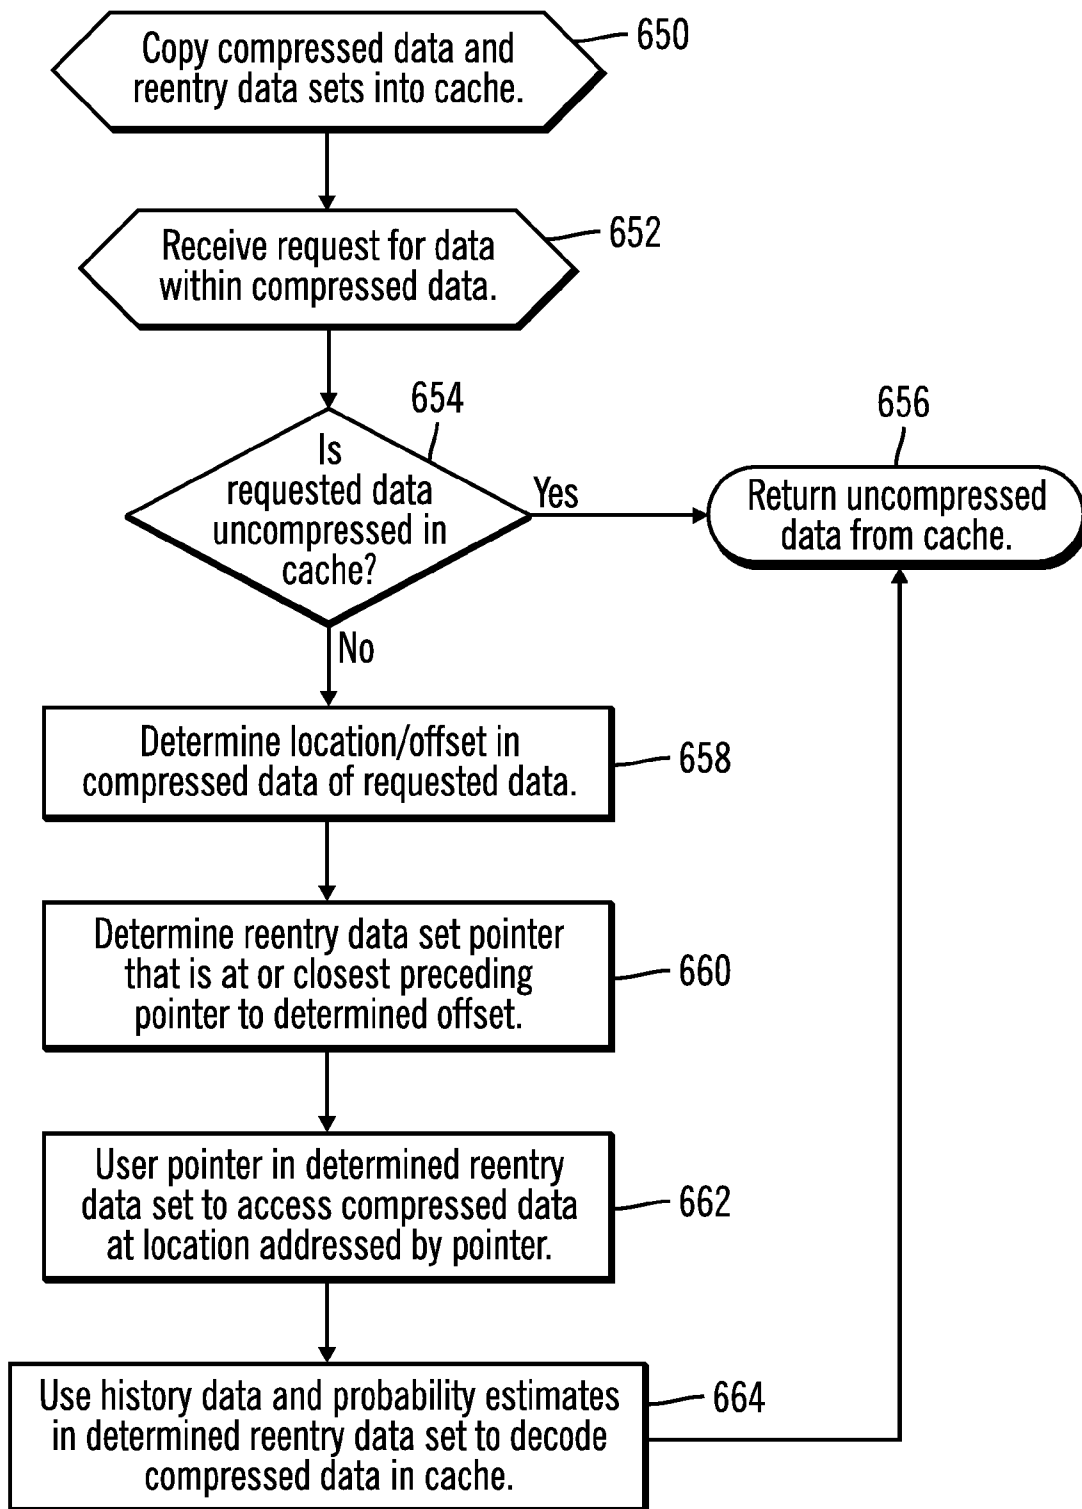 Copy compressed data and
reentry data sets into cache.
650
Receive request for data
within compressed data.
652
654
Is
requested data
uncompressed in
cache?
Yes
656
Return uncompressed
data from cache.
No
Determine location/offset in
compressed data of requested data.
658
Determine reentry data set pointer
that is at or closest preceding
pointer to determined offset.
660
User pointer in determined reentry
data set to access compressed data
at location addressed by pointer.
662
Use history data and probability estimates
in determined reentry data set to decode
compressed data in cache.
664